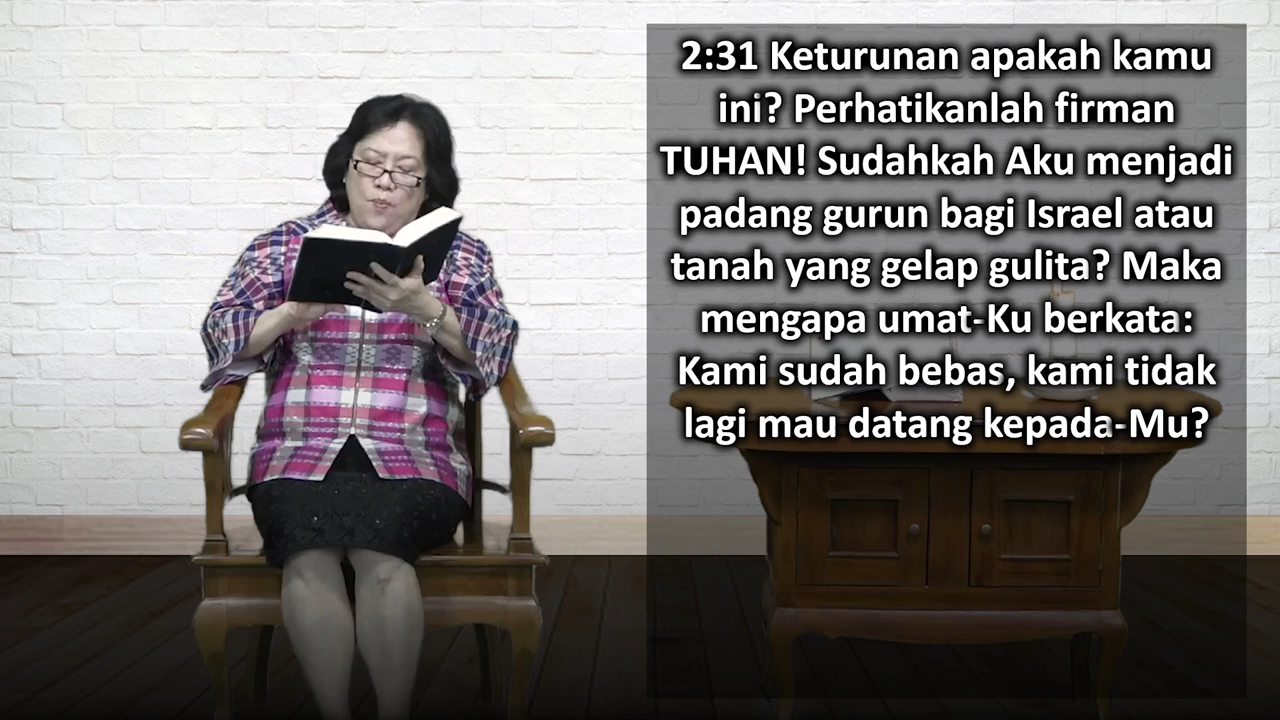 2:31 Keturunan apakah kamu
ini? Perhatikanlah firman
TUHAN! Sudahkah Aku menjadi
padang gurun bagi Israel atau
tanah yang gelap gulita? Maka
mengapa umat-Ku berkata:
Kami sudah bebas, kami tidak
lagi mau datang kepada-Mu?